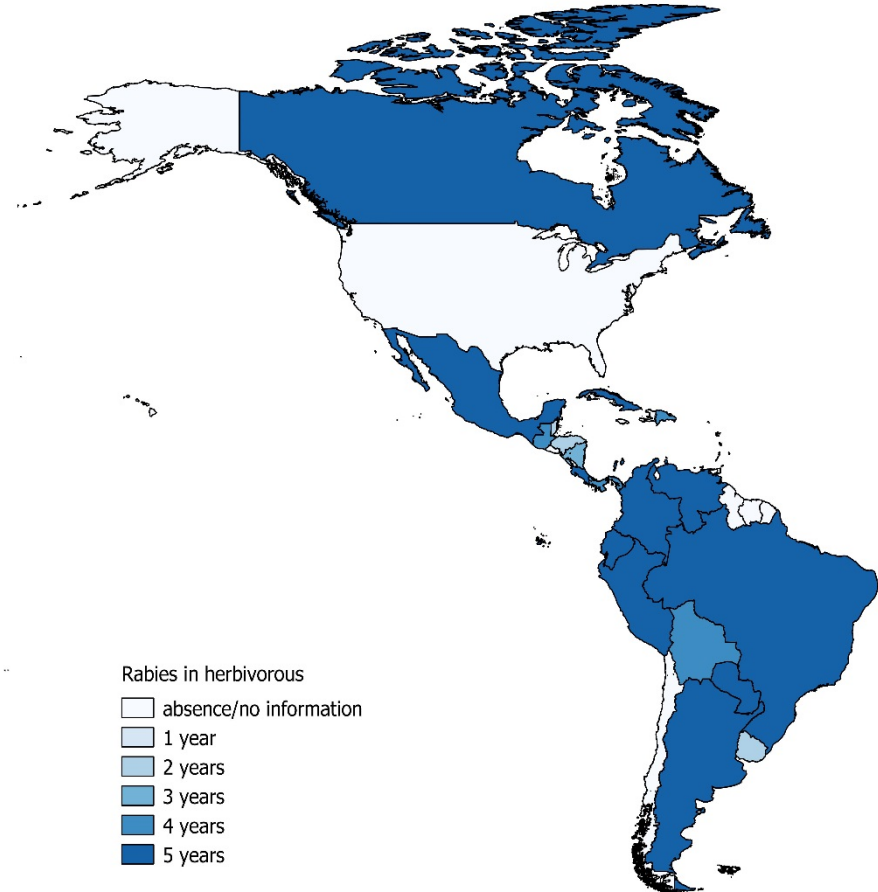 Rabies in herbivorous
absence/no information
1 year
2 years
3 years
4 years
5 years